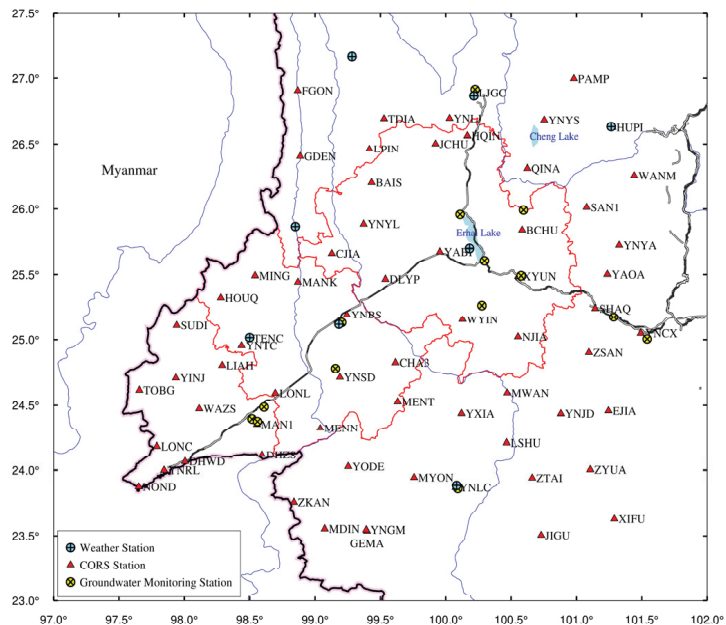 27.5°
27.0°
26.5°
26.0°
25.5°
25.0°
24.5°
24.0°
23.5°
23.0°
PAMP
FGON
LJGC
TDIA
YNLJ
YNYS
HUPI
HQIN
Cheng Lake
JCHU
LPIN
GDEN
Myanmar
QINA
WANM
BAIS
SAN1
YNYL
BCHU
Erhai Lake
YNYA
CJIA
YABI
MING
MANK
DLYP
XYUN
YAOA
HOUQ
SHAQ
YNBS
WYIN
SUDI
YNCX
TENC
NJIA
YNTC
ZSAN
LIAH
CHA3
YINJ
YNSD
TOBG
LONL
MWAN
MENT
WAZS
YXIA
YNJD
EJIA
MAN1
MENN
LONC
LSHU
DHZS
DHWD
YNRL
YODE
ZYUA
MYON
ZTAI
NOND
YNLC
ZKAN
XIFU
MDIN
YNGM
JIGU
GEMA
Weather Station
CORS Station
Groundwater Monitoring Station
97.0°
97.5°
98.0°
98.5°
99.0°
99.5°
100.0°
100.5°
101.0°
101.5°
102.0°